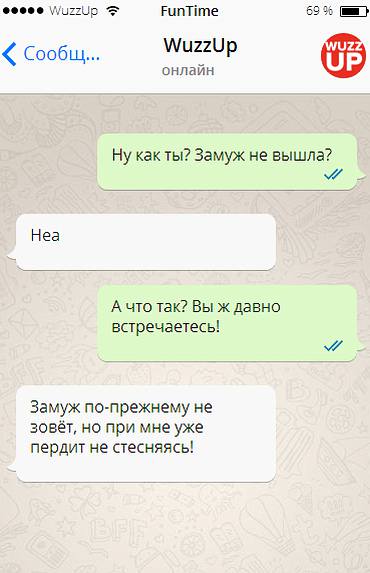 WuzzUp
FunTime
69 %
Сообщ...
WuzzUp
онлайн
WUZZ
UP
Ну как ты? Замуж не вышла?
Неа
А что так? Вы ж давно
встречаетесь!
Замуж по-прежнему не
зовёт, но при мне уже
пердит не стесняясь!
BFF